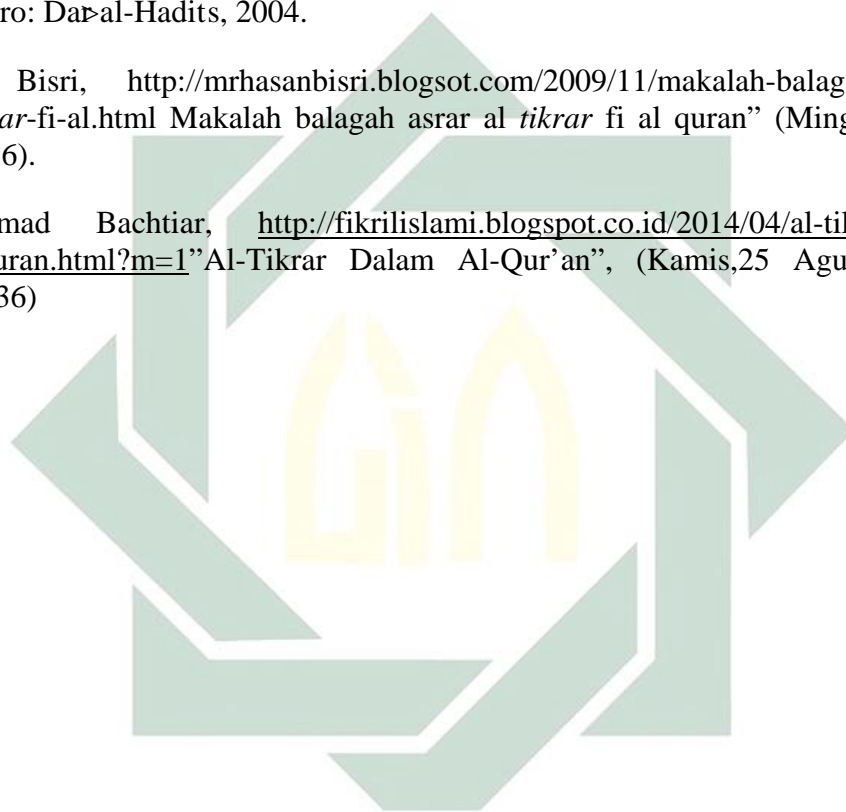 ro: Dar>al-Hadits, 2004.
Bisri, http://mrhasanbisri.blogsot.com/2009/11/makalah-balag
ar-fi-al.html Makalah balagah asrar al tikrar fi al quran” (Ming
6).
mad Bachtiar, http://fikrilislami.blogspot.co.id/2014/04/al-ti
uran.html?m=1”Al-Tikrar Dalam Al-Qur’an”, (Kamis,25 Agu
36)